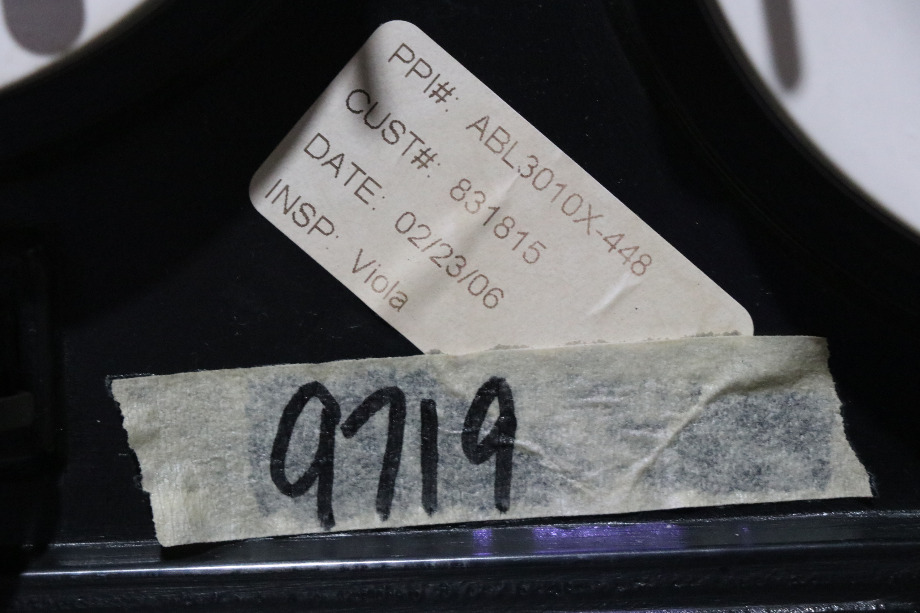 PPI#: ABL3010X-448
CUST#: 831815
DATE: 02/23/06
INSP: Viola
9719